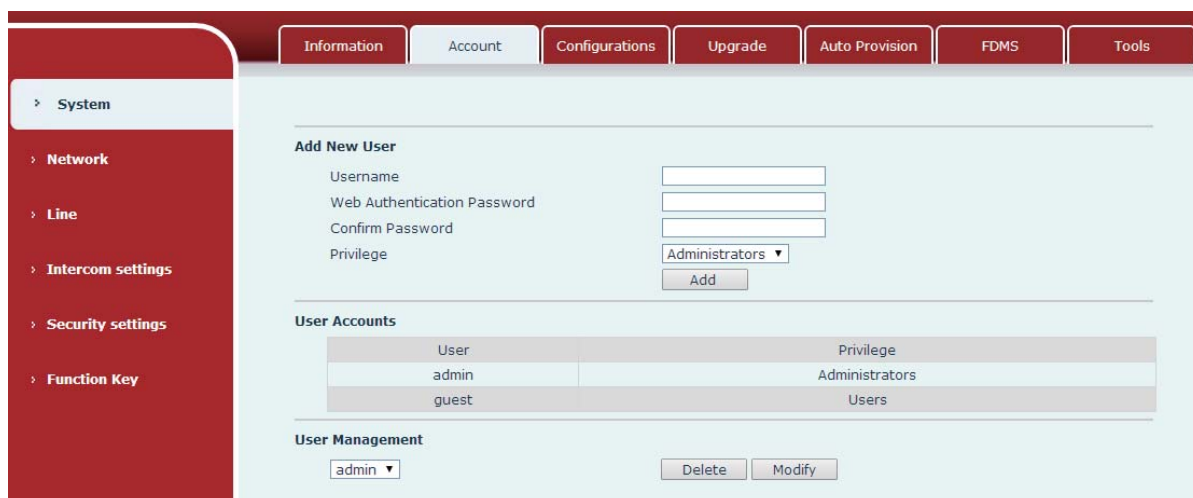 Information Account Configurations Upgrade Auto Provision FDMS Tools
System
Network
Line
Intercom settings
Security settings
Function Key
Add New User
Username
Web Authentication Password
Confirm Password
Privilege Administrators
Add
User Accounts
User Privilege
admin Administrators
guest Users
User Management
admin Delete Modify